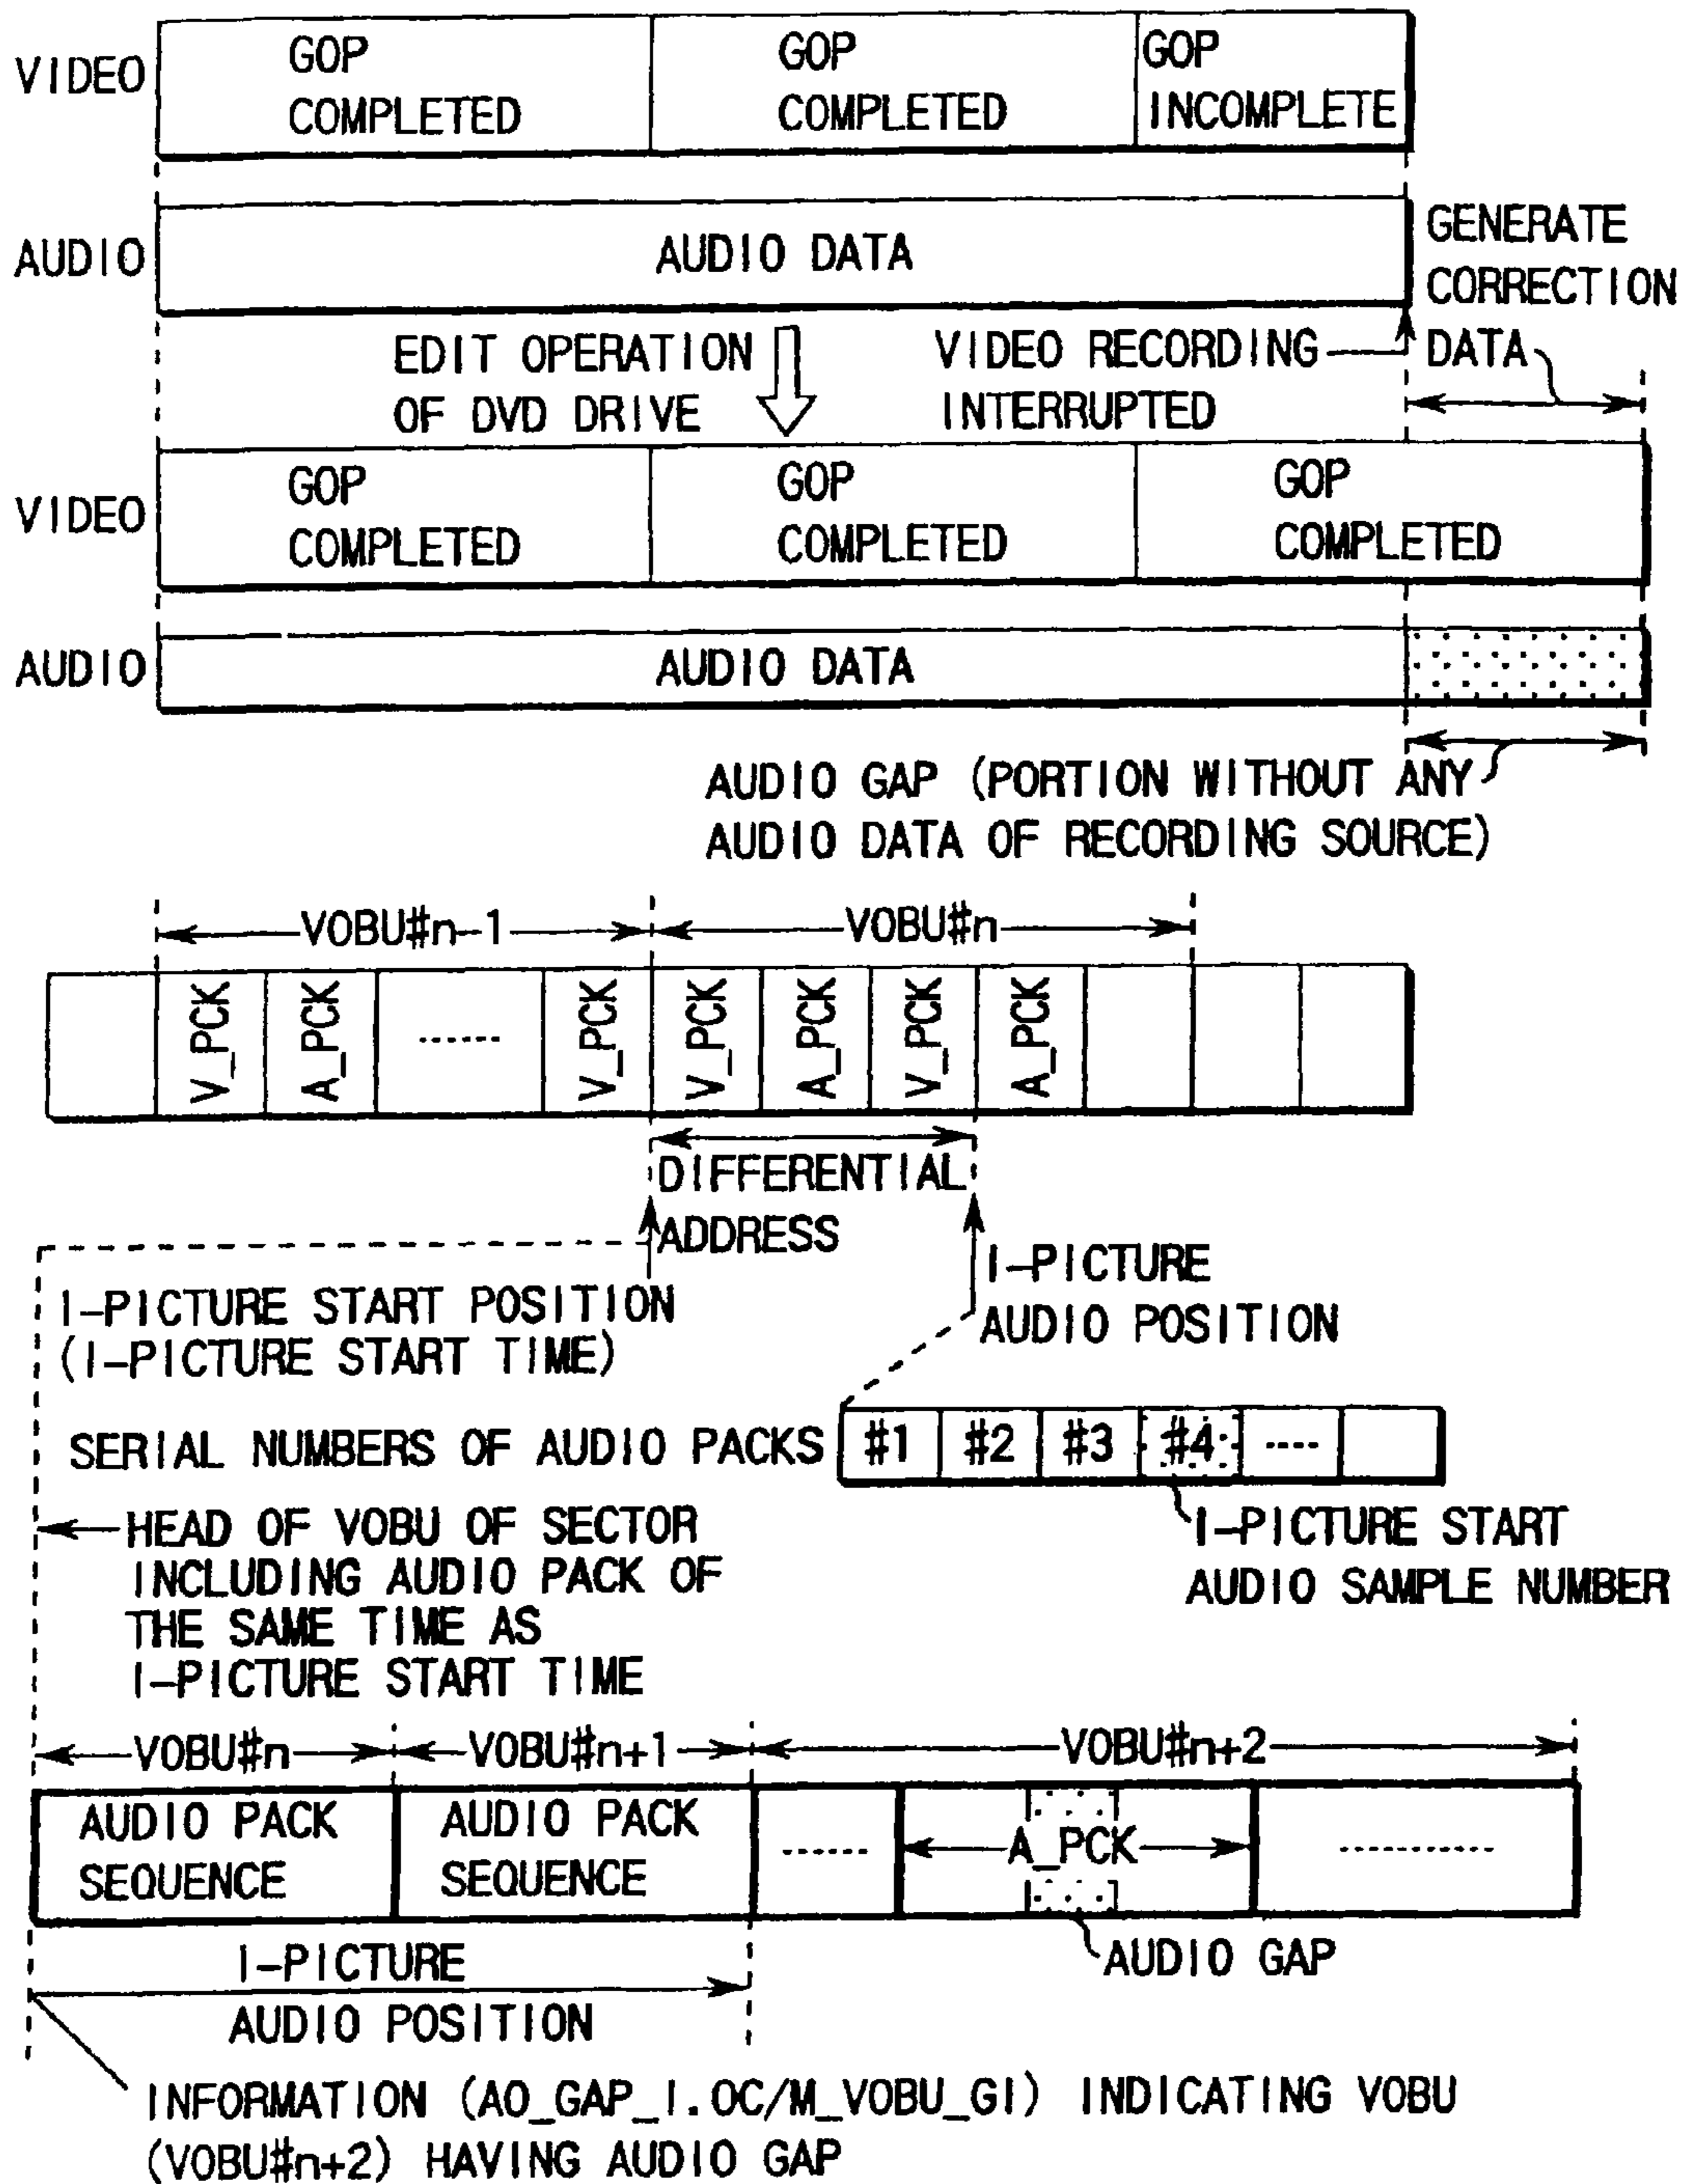 VIDEO
GOP
COMPLETED
GOP
COMPLETED
GOP
INCOMPLETE
AUDIO
AUDIO DATA
GENERATE
CORRECTION
DATA
EDIT OPERATION
OF DVD DRIVE
VIDEO RECORDING
INTERRUPTED
VIDEO
GOP
COMPLETED
GOP
COMPLETED
GOP
COMPLETED
AUDIO
AUDIO DATA
AUDIO GAP (PORTION WITHOUT ANY
AUDIO DATA OF RECORDING SOURCE)
VOBU#n-1
VOBU#n
V_PCK
A_PCK
------
V_PCK
V_PCK
A_PCK
V_PCK
A_PCK
DIFFERENTIAL
ADDRESS
I-PICTURE START POSITION
(I-PICTURE START TIME)
I-PICTURE
AUDIO POSITION
SERIAL NUMBERS OF AUDIO PACKS
#1 #2 #3 #4 ----
I-PICTURE START
AUDIO SAMPLE NUMBER
HEAD OF VOBU OF SECTOR
INCLUDING AUDIO PACK OF
THE SAME TIME AS
I-PICTURE START TIME
VOBU#n
VOBU#n+1
VOBU#n+2
AUDIO PACK
SEQUENCE
AUDIO PACK
SEQUENCE
------
A_PCK
----------
AUDIO GAP
I-PICTURE
AUDIO POSITION
INFORMATION (A0_GAP_I.OC/M_VOBU_GI) INDICATING VOBU
(VOBU#n+2) HAVING AUDIO GAP